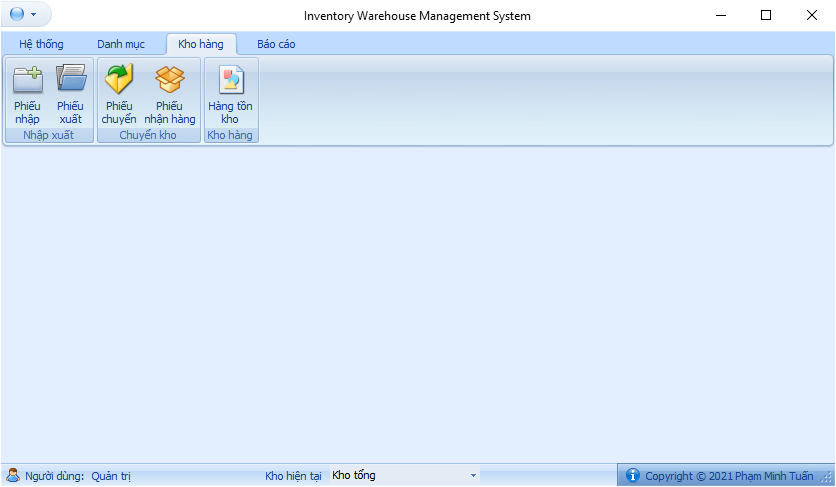 Inventory Warehouse Management System
Hệ thống Danh mục Kho hàng Báo cáo
Phiếu nhập
Phiếu xuất
Phiếu chuyển
Phiếu nhận hàng
Hàng tồn kho
Nhập xuất Chuyển kho Kho hàng
Người dùng: Quản trị Kho hiện tại Kho tổng Copyright © 2021 Phạm Minh Tuấn